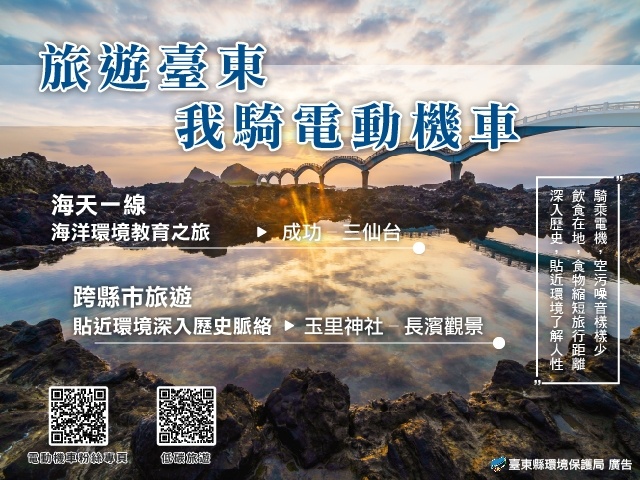 旅遊臺東
我騎電動機車
海天一線
海洋環境教育之旅 ▶ 成功—三仙台
跨縣市旅遊
貼近環境深入歷史脈絡 ▶ 玉里神社—長濱觀景
騎乘電機，空污噪音樣樣少
飲食在地，食物縮短旅行距離
深入歷史，貼近環境了解人性
電動機車粉絲專頁
低碳旅遊
臺東縣環境保護局 廣告